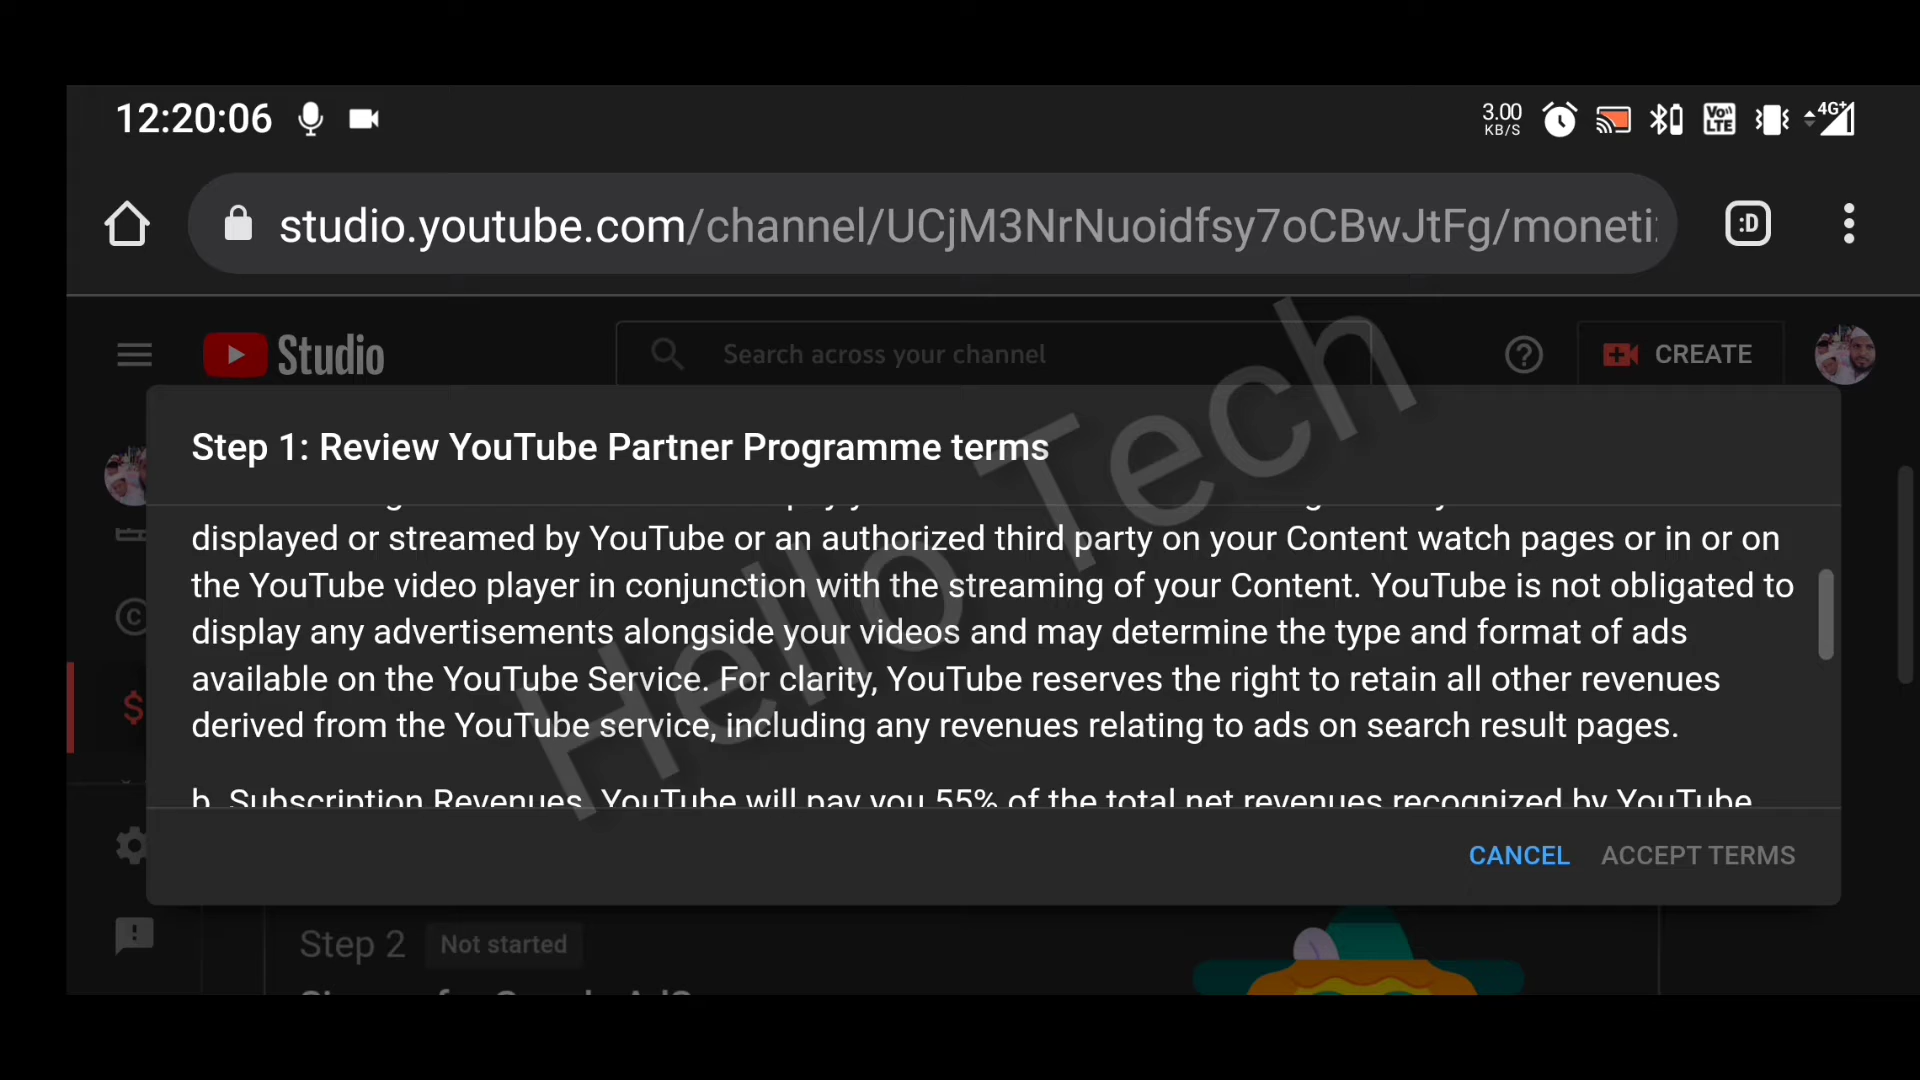 12:20:06
3.00
KB/S
Vo))
LTE
4G+
studio.youtube.com/channel/UCjM3NrNuoidfsy7oCBwJtFg/moneti
:D
Studio
Search across your channel
CREATE
Step 1: Review YouTube Partner Programme terms
displayed or streamed by YouTube or an authorized third party on your Content watch pages or in or on
the YouTube video player in conjunction with the streaming of your Content. YouTube is not obligated to
display any advertisements alongside your videos and may determine the type and format of ads
available on the YouTube Service. For clarity, YouTube reserves the right to retain all other revenues
derived from the YouTube service, including any revenues relating to ads on search result pages.
b. Subscription Revenues. YouTube will pay you 55% of the total net revenues recognized by YouTube
CANCEL
ACCEPT TERMS
Step 2
Not started
Hello Tech